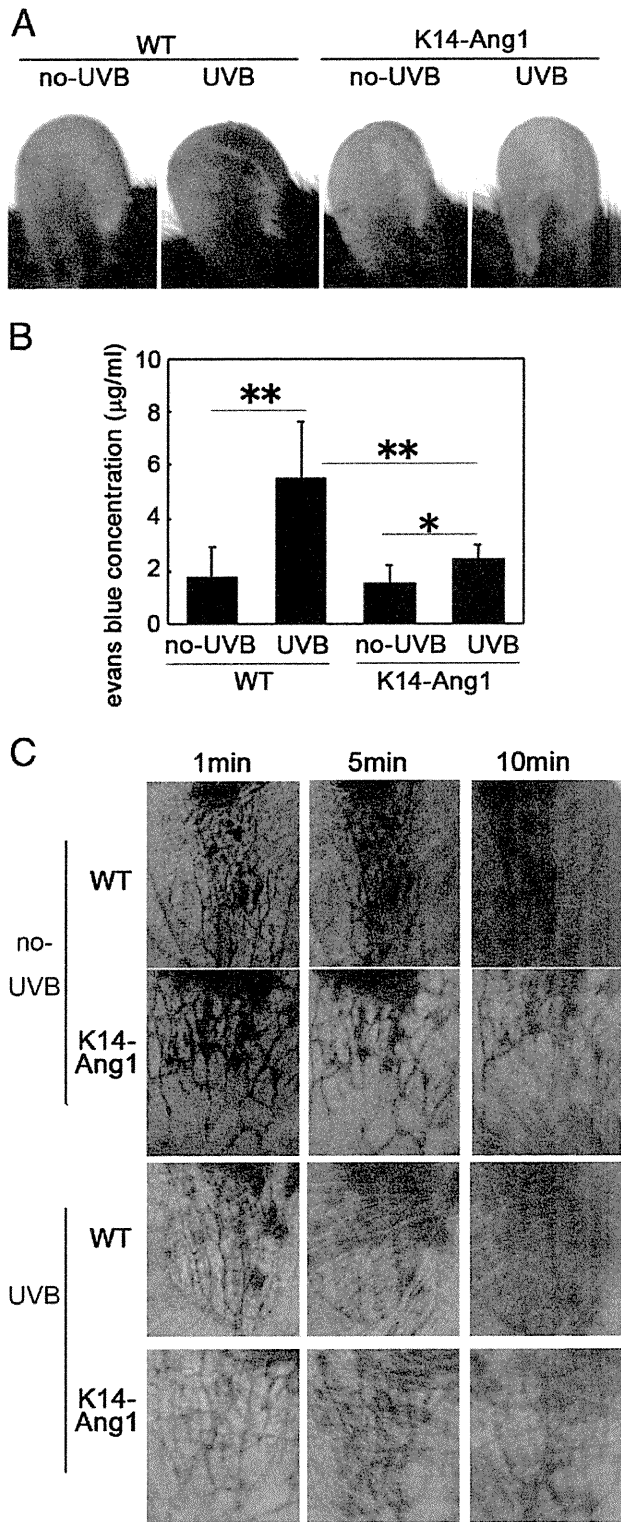 A
WT K14-Ang1
no-UVB UVB no-UVB UVB
B
evans blue concentration (µg/ml)
10
8
6
4
2
0
** ** *
no-UVB UVB no-UVB UVB
WT K14-Ang1
C
1min 5min 10min
no-
UVB
WT
K14-
Ang1
UVB
WT
K14-
Ang1